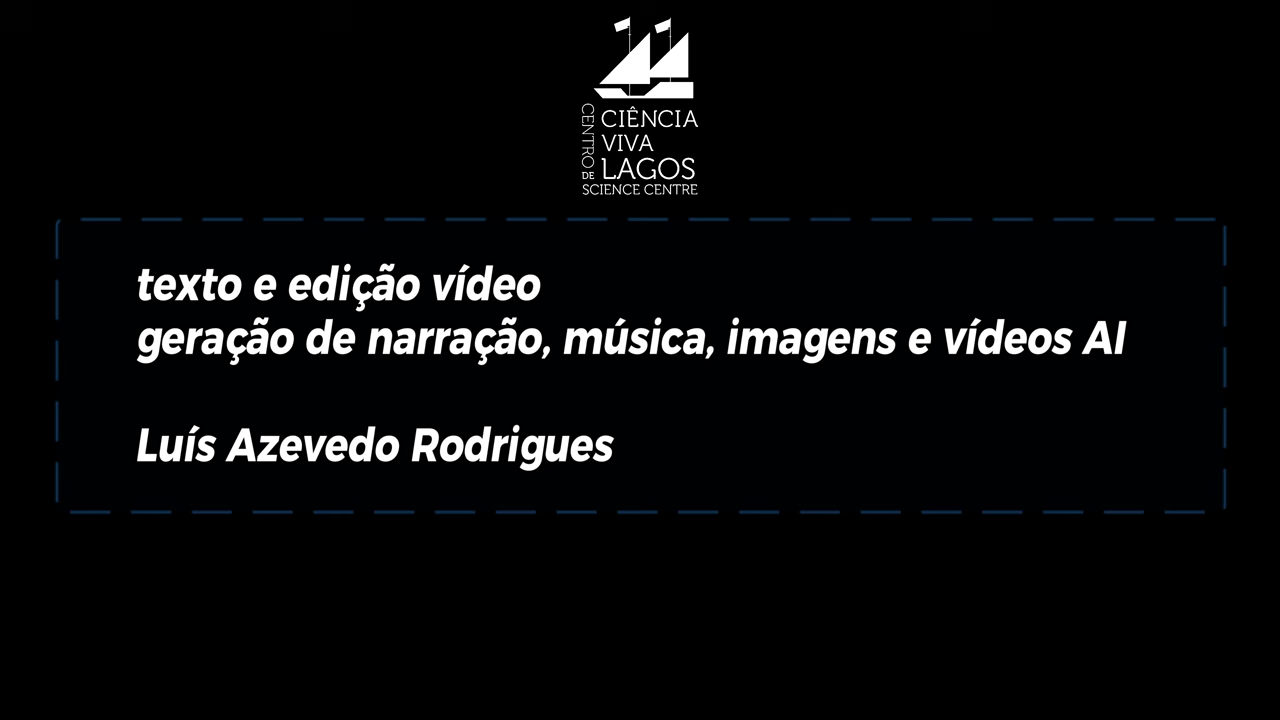 CENTRO DE
CIÊNCIA
VIVA
LAGOS
SCIENCE CENTRE
texto e edição vídeo
geração de narração, música, imagens e vídeos AI
Luís Azevedo Rodrigues